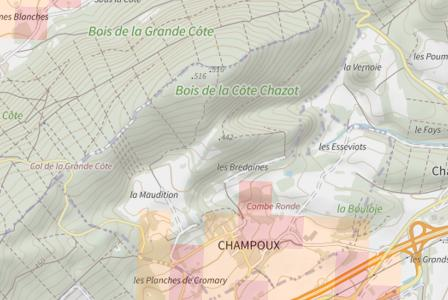 Sous la Côte
nes Blanches
Bois de la Grande Côte
516
la Vernoie
les Poum
Bois de la Côte Chazot
Côte
442
le Fays
les Esseviots
Col de la Grande Côte
les Bredaines
Cha
la Maudition
Combe Ronde
la Bouloie
CHAMPOUX
les Grands
les Planches de Cromary